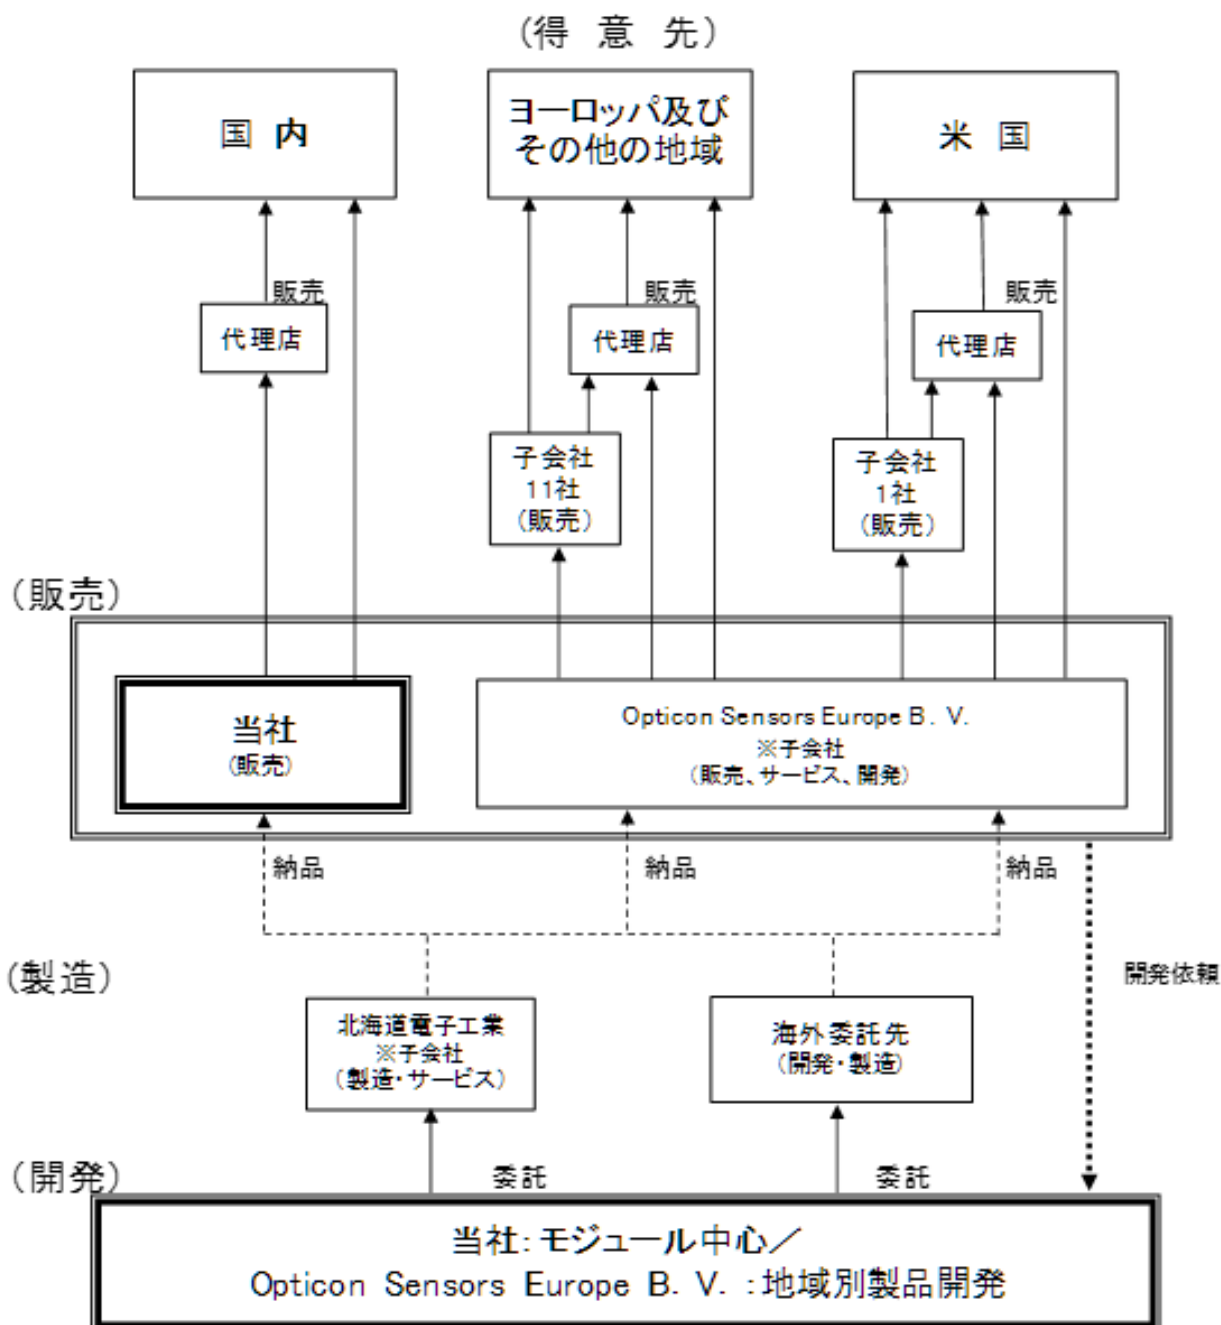 (得 意 先)
国 内
ヨーロッパ及び
その他の地域
米 国
販売
販売
販売
代理店
代理店
代理店
子会社
11社
(販売)
子会社
1社
(販売)
(販売)
当社
(販売)
Opticon Sensors Europe B. V.
※子会社
(販売、サービス、開発)
納品
納品
納品
(製造)
開発依頼
北海道電子工業
※子会社
(製造・サービス)
海外委託先
(開発・製造)
(開発)
委託
委託
当社:モジュール中心/
Opticon Sensors Europe B. V. :地域別製品開発